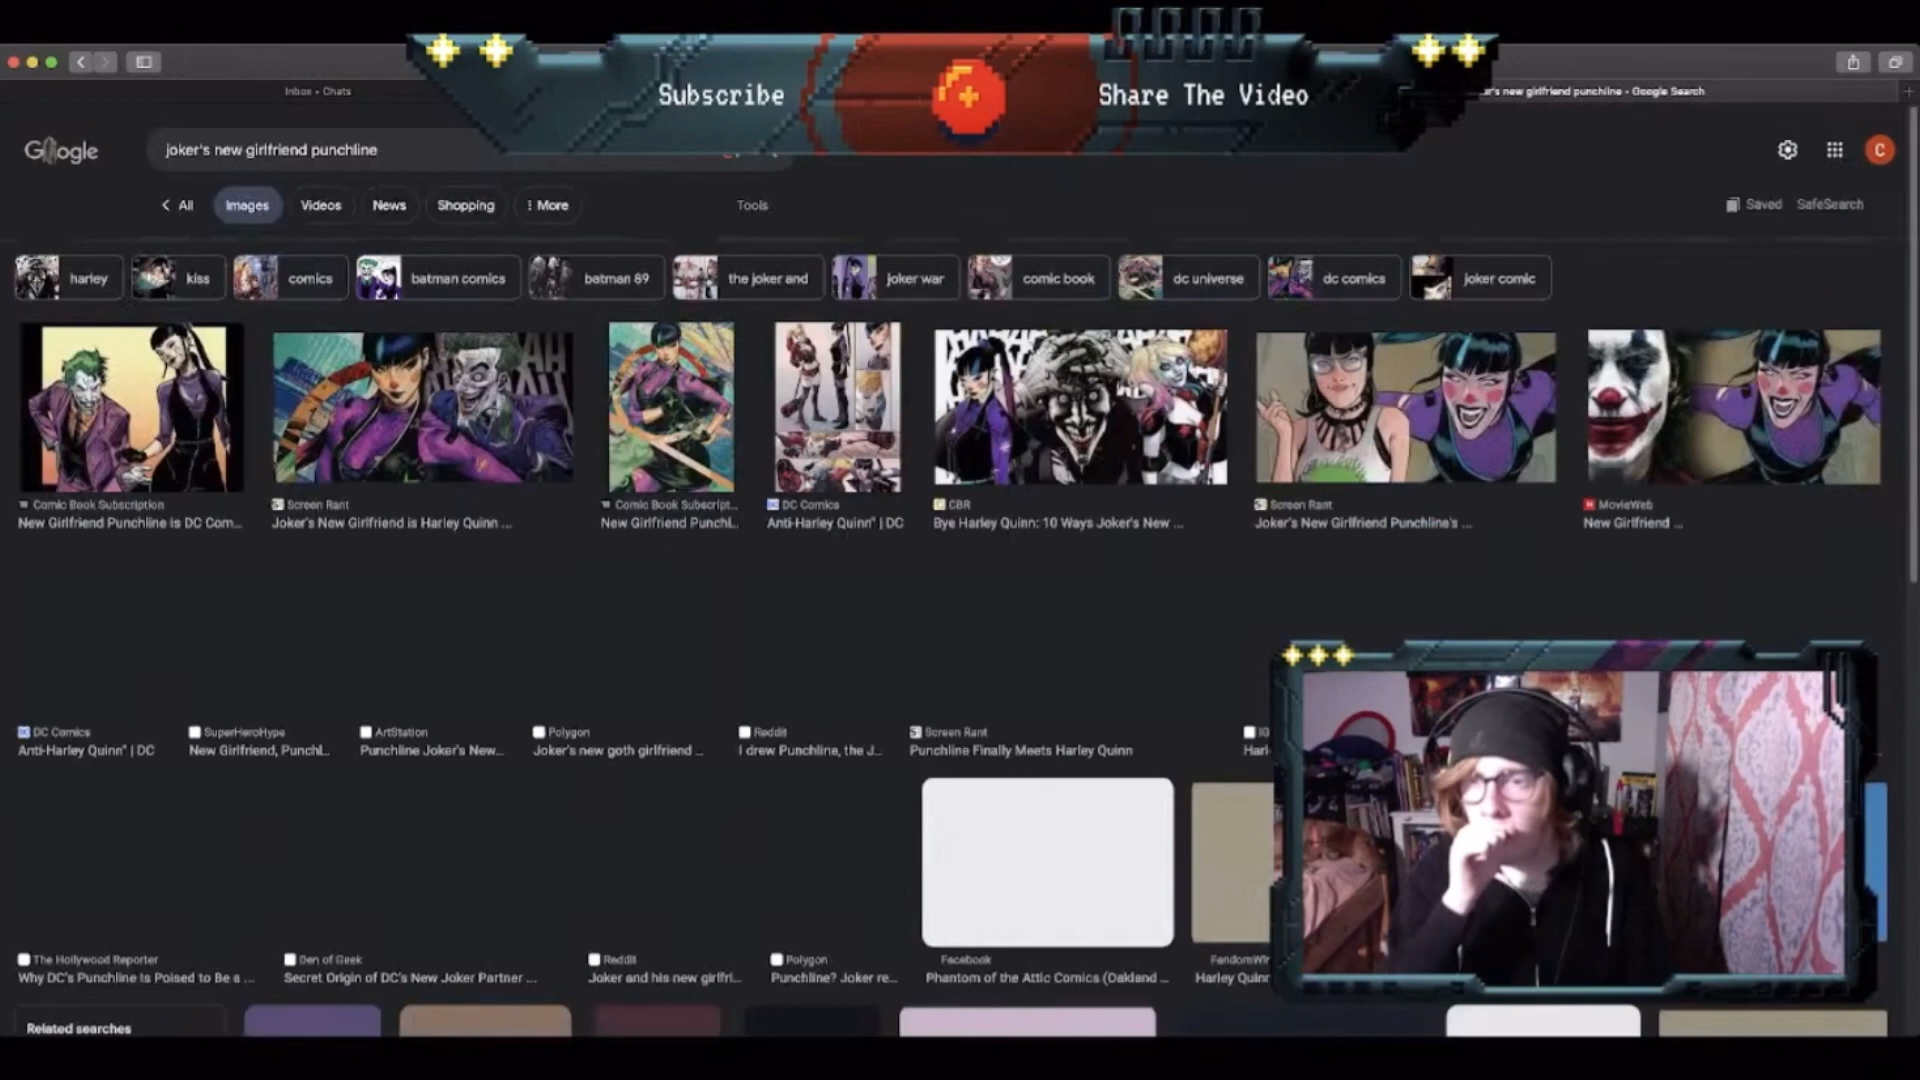 Subscribe
Share The Video
Inbox • Chats
girlfriend punchline - Google Search
Google
joker's new girlfriend punchline
C
All
Images
Videos
News
Shopping
More
Tools
Saved
SafeSearch
harley
kiss
comics
batman comics
batman 89
the joker and
joker war
comic book
dc universe
dc comics
joker comic
Comic Book Subscription
New Girlfriend Punchline is DC Com...
Screen Rant
Joker's New Girlfriend is Harley Quinn ...
Comic Book Subscript...
New Girlfriend Punchl...
DC Comics
Anti-Harley Quinn" | DC
CBR
Bye Harley Quinn: 10 Ways Joker's New ...
Screen Rant
Joker's New Girlfriend Punchline's ...
MovieWeb
New Girlfriend ...
DC Comics
Anti-Harley Quinn" | DC
SuperHeroHype
New Girlfriend, Punchl...
ArtStation
Punchline Joker's New...
Polygon
Joker's new goth girlfriend ...
Reddit
I drew Punchline, the J...
Screen Rant
Punchline Finally Meets Harley Quinn
IG
Harl
The Hollywood Reporter
Why DC's Punchline Is Poised to Be a ...
Den of Geek
Secret Origin of DC's New Joker Partner ...
Reddit
Joker and his new girlfri...
Polygon
Punchline? Joker re...
Facebook
Phantom of the Attic Comics (Oakland ...
FandomWir
Harley Quinn
Related searches